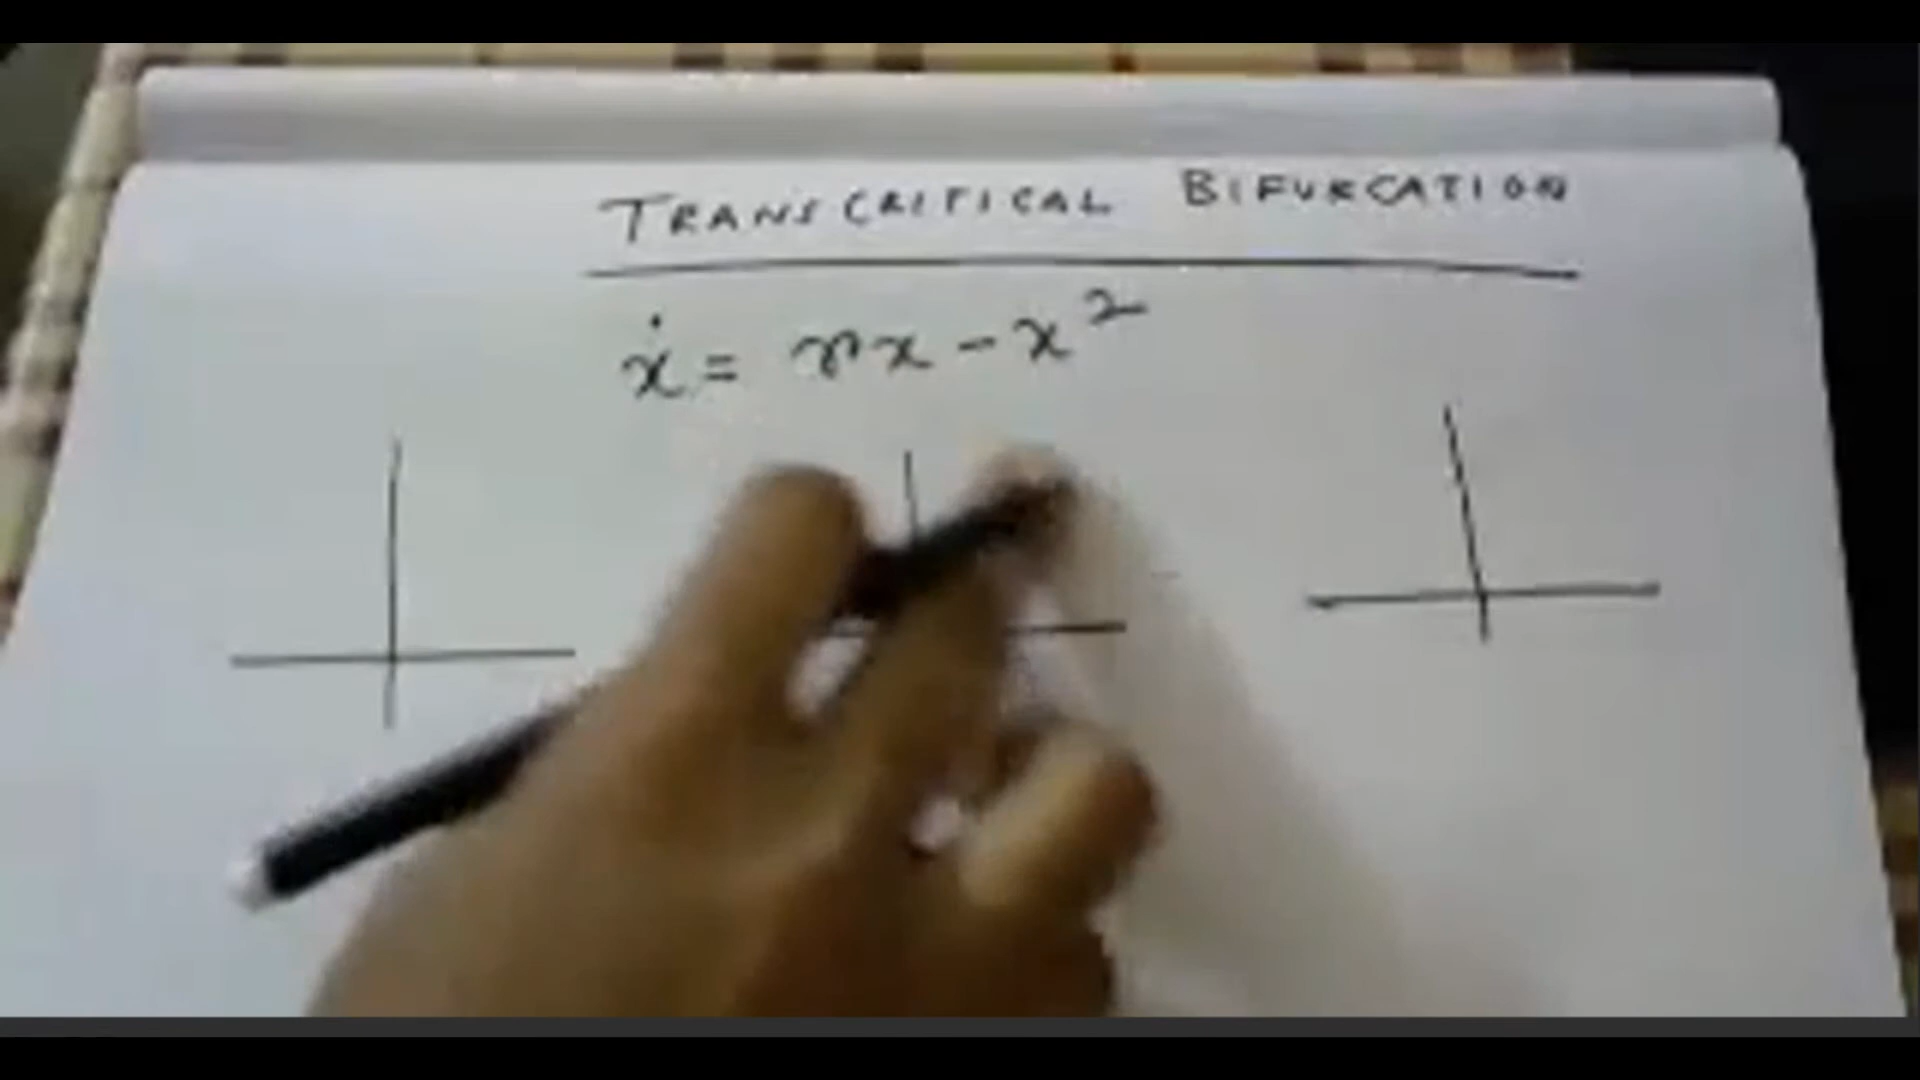 TRANSCRITICAL BIFURCATION
ẋ = rx - x²